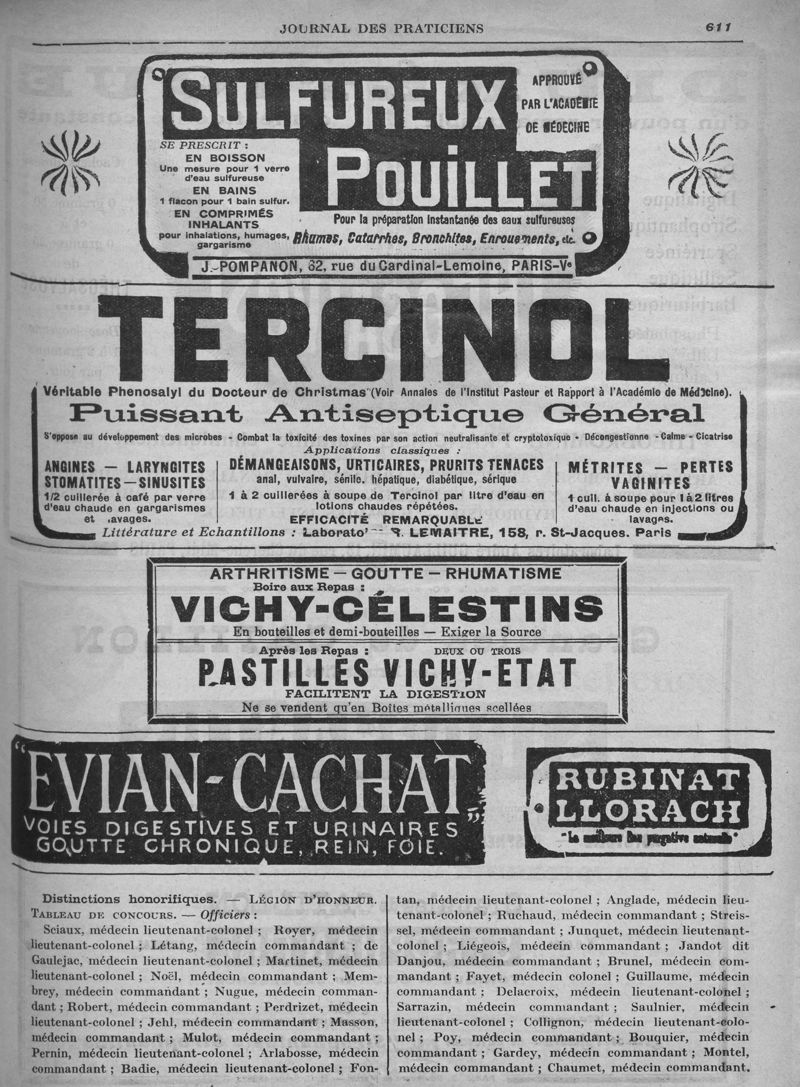 JOURNAL DES PRATICIENS
611
SULFUREUX
POUILLET
APPROUVÉ
PAR L'ACADÉMIE
DE MÉDECINE
SE PRESCRIT :
EN BOISSON
Une mesure pour 1 verre
d'eau sulfureuse
EN BAINS
1 flacon pour 1 bain sulfur.
EN COMPRIMÉS
INHALANTS
pour inhalations, humages,
gargarisme
Pour la préparation instantanée des eaux sulfureuses
Rhumes, Catarrhes, Bronchites, Enrouements, etc.
J.-POMPANON, 62, rue du Cardinal-Lemoine, PARIS-Ve
TERCINOL
Véritable Phenosalyl du Docteur de Christmas (Voir Annales de l'Institut Pasteur et Rapport à l'Académie de Médecine).
Puissant Antiseptique Général
S'oppose au développement des microbes - Combat la toxicité des toxines par son action neutralisante et cryptotoxique - Décongestionne - Calme - Cicatrise
Applications classiques :
ANGINES — LARYNGITES
STOMATITES — SINUSITES
1/2 cuillerée à café par verre
d'eau chaude en gargarismes
et lavages.
DÉMANGEAISONS, URTICAIRES, PRURITS TENACES
anal, vulvaire, sénile. hépatique, diabétique, sérique
1 à 2 cuillerées à soupe de Tercinol par litre d'eau en
lotions chaudes répétées.
EFFICACITÉ REMARQUABLE
MÉTRITES — PERTES
VAGINITES
1 cuil. à soupe pour 1 à 2 litres
d'eau chaude en injections ou
lavages.
Littérature et Echantillons : Laborato R. LEMAITRE, 158, r. St-Jacques. Paris
ARTHRITISME — GOUTTE — RHUMATISME
Boire aux Repas :
VICHY-CÉLESTINS
En bouteilles et demi-bouteilles — Exiger la Source
Après les Repas : DEUX OU TROIS
PASTILLES VICHY-ETAT
FACILITENT LA DIGESTION
Ne se vendent qu'en Boîtes métalliques scellées
"EVIAN-CACHAT"
VOIES DIGESTIVES ET URINAIRES
GOUTTE CHRONIQUE, REIN, FOIE.
RUBINAT
LLORACH
"La meilleure Eau purgative naturelle"
Distinctions honorifiques. — LÉGION D'HONNEUR.
TABLEAU DE CONCOURS. — Officiers :
Sciaux, médecin lieutenant-colonel ; Royer, médecin
lieutenant-colonel ; Létang, médecin commandant ; de
Gaulejac, médecin lieutenant-colonel ; Martinet, médecin
lieutenant-colonel ; Noël, médecin commandant ; Mem-
brey, médecin commandant ; Nugue, médecin comman-
dant ; Robert, médecin commandant ; Perdrizet, médecin
lieutenant-colonel ; Jehl, médecin commandant ; Masson,
médecin commandant ; Mulot, médecin commandant ;
Pernin, médecin lieutenant-colonel ; Arlabosse, médecin
commandant ; Badie, médecin lieutenant-colonel ; Fon-
tan, médecin lieutenant-colonel ; Anglade, médecin lieu-
tenant-colonel ; Ruchaud, médecin commandant ; Streis-
sel, médecin commandant ; Junquet, médecin lieutenant-
colonel ; Liégeois, médecin commandant ; Jandot dit
Danjou, médecin commandant ; Brunel, médecin com-
mandant ; Fayet, médecin colonel ; Guillaume, médecin
commandant ; Delacroix, médecin lieutenant-colonel ;
Sarrazin, médecin commandant ; Saulnier, médecin
lieutenant-colonel ; Collignon, médecin lieutenant-colo-
nel ; Poy, médecin commandant ; Bouquier, médecin
commandant ; Gardey, médecin commandant ; Montel,
médecin commandant ; Chaumet, médecin commandant.